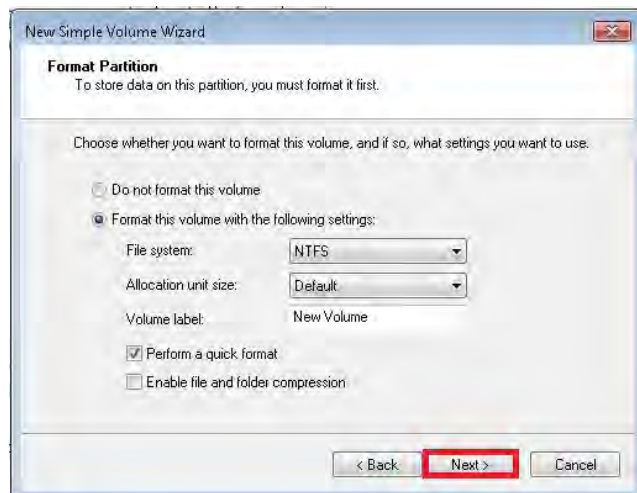 New Simple Volume Wizard
Format Partition
To store data on this partition, you must format it first.
Choose whether you want to format this volume, and if so, what settings you want to use.
Do not format this volume
Format this volume with the following settings:
File system: NTFS
Allocation unit size: Default
Volume label: New Volume
Perform a quick format
Enable file and folder compression
< Back Next > Cancel